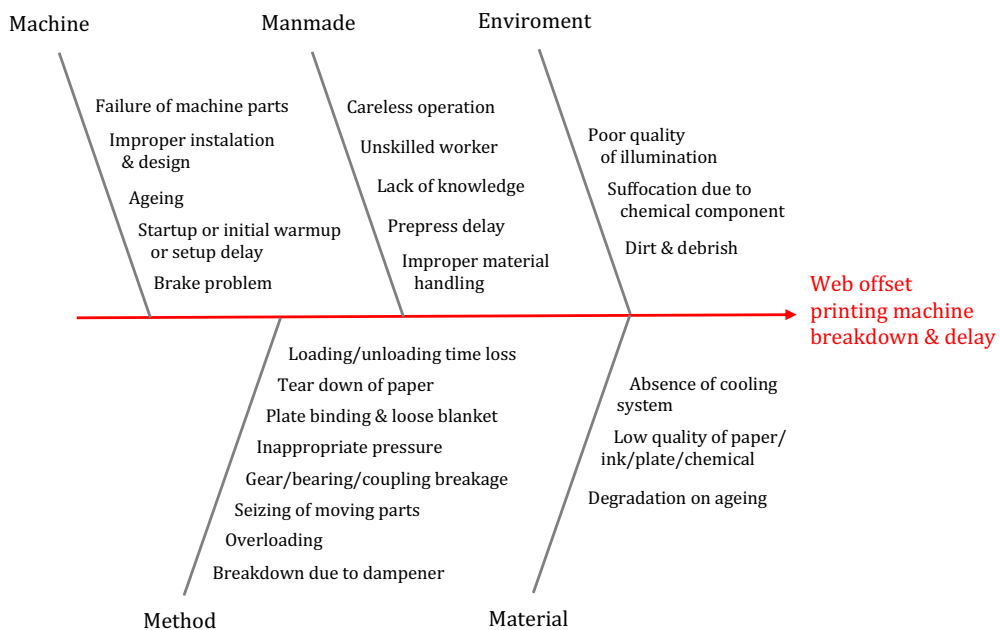 Machine
Manmade
Enviroment
Failure of machine parts
Improper instalation
& design
Ageing
Startup or initial warmup
or setup delay
Brake problem
Careless operation
Unskilled worker
Lack of knowledge
Prepress delay
Improper material
handling
Poor quality
of illumination
Suffocation due to
chemical component
Dirt & debrish
Web offset
printing machine
breakdown & delay
Loading/unloading time loss
Tear down of paper
Plate binding & loose blanket
Inappropriate pressure
Gear/bearing/coupling breakage
Seizing of moving parts
Overloading
Breakdown due to dampener
Absence of cooling
system
Low quality of paper/
ink/plate/chemical
Degradation on ageing
Method
Material